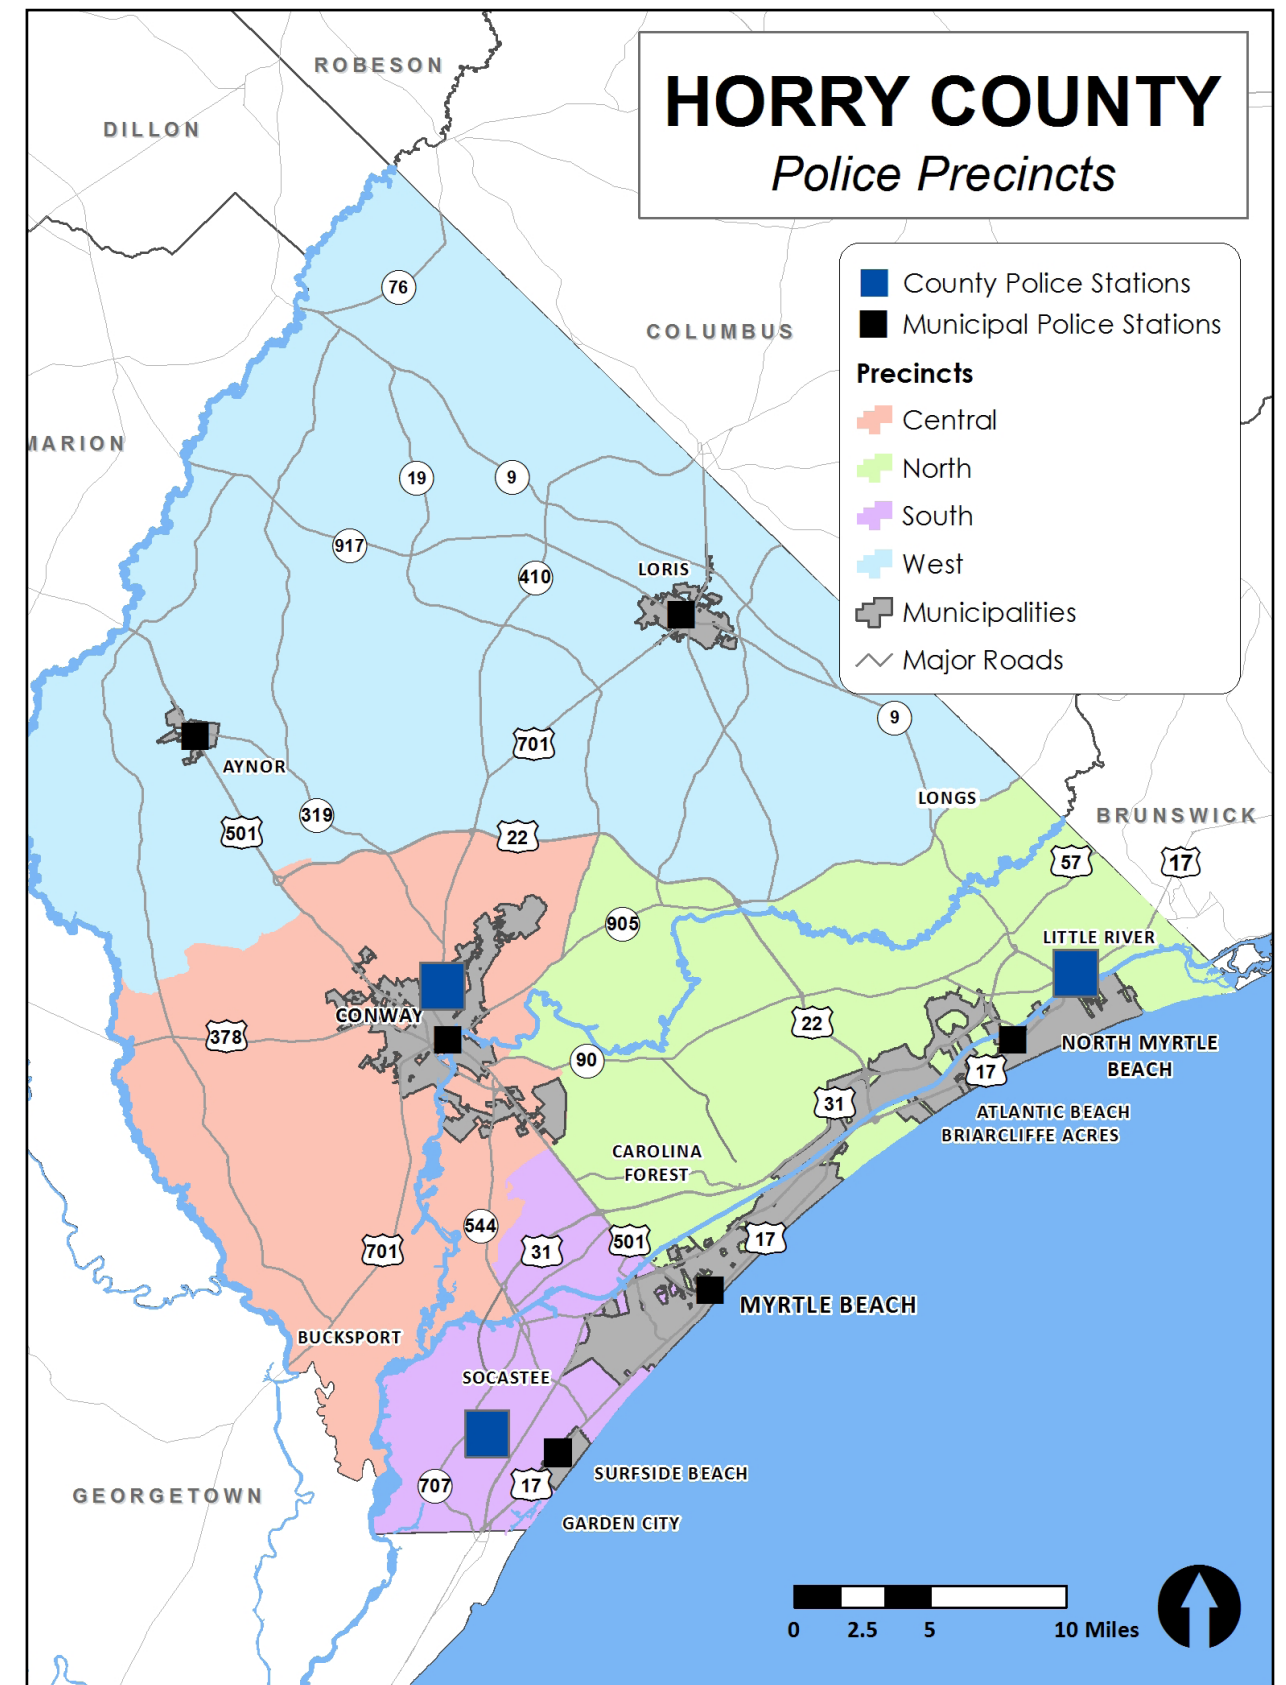 HORRY COUNTY
Police Precincts
ROBESON
DILLON
COLUMBUS
MARION
BRUNSWICK
GEORGETOWN
County Police Stations
Municipal Police Stations
Precincts
Central
North
South
West
Municipalities
Major Roads
76
19
9
917
410
LORIS
9
701
AYNOR
LONGS
319
501
22
57
17
905
LITTLE RIVER
CONWAY
378
22
90
NORTH MYRTLE
BEACH
17
31
ATLANTIC BEACH
BRIARCLIFFE ACRES
CAROLINA
FOREST
544
31
501
17
701
MYRTLE BEACH
BUCKSPORT
SOCASTEE
707
17
SURFSIDE BEACH
GARDEN CITY
0 2.5 5 10 Miles